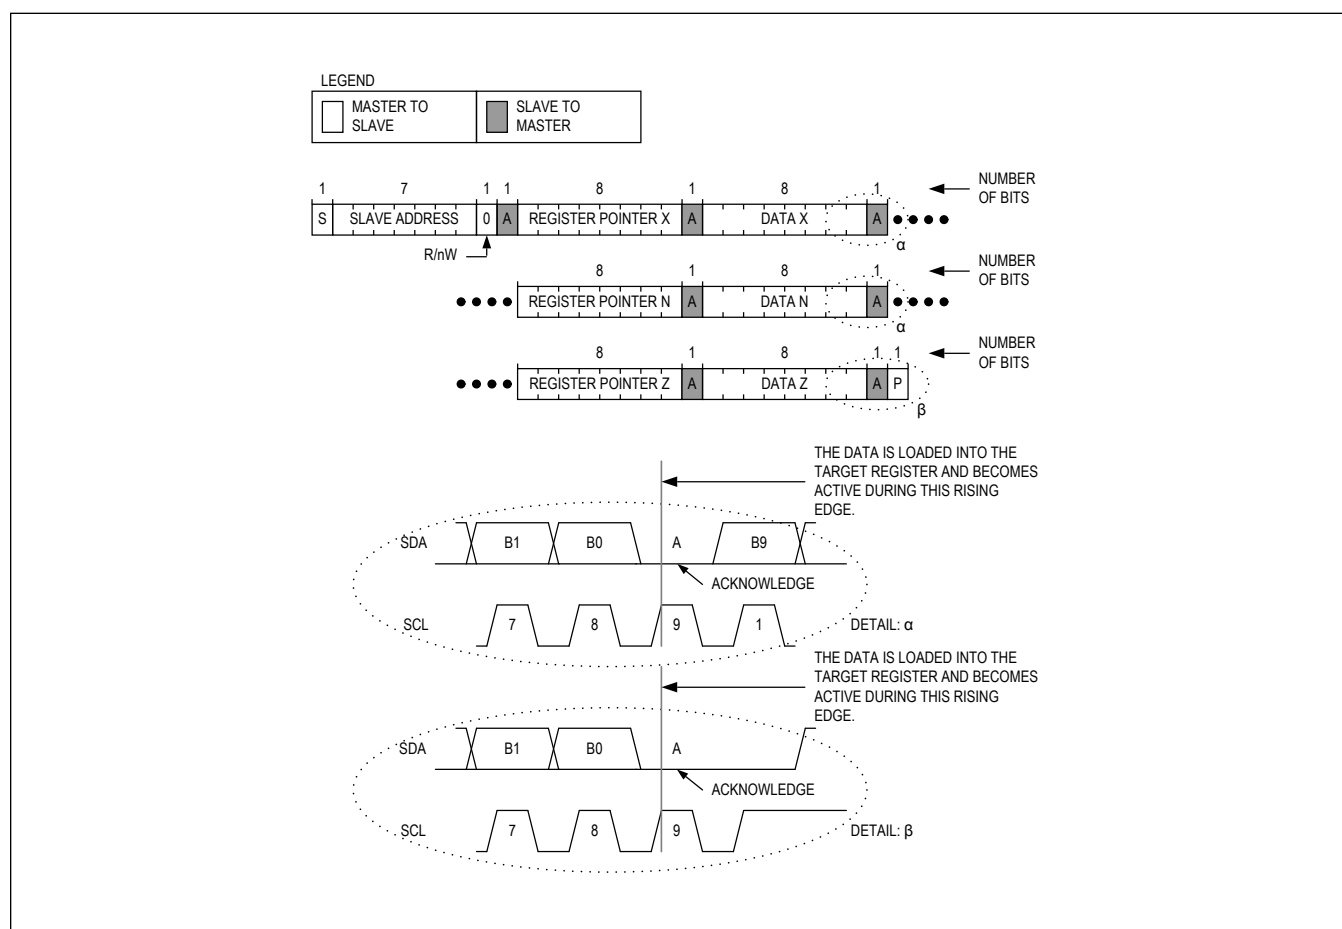 LEGEND
MASTER TO
SLAVE
SLAVE TO
MASTER
1 7 1 1 8 1 8 1
NUMBER
OF BITS
S SLAVE ADDRESS 0 A REGISTER POINTER X A DATA X A
α
R/nW
8 1 8 1
NUMBER
OF BITS
REGISTER POINTER N A DATA N A
α
8 1 8 1 1
NUMBER
OF BITS
REGISTER POINTER Z A DATA Z A P
β
THE DATA IS LOADED INTO THE
TARGET REGISTER AND BECOMES
ACTIVE DURING THIS RISING
EDGE.
SDA B1 B0 A B9
ACKNOWLEDGE
SCL 7 8 9 1 DETAIL: α
THE DATA IS LOADED INTO THE
TARGET REGISTER AND BECOMES
ACTIVE DURING THIS RISING
EDGE.
SDA B1 B0 A
ACKNOWLEDGE
SCL 7 8 9 DETAIL: β